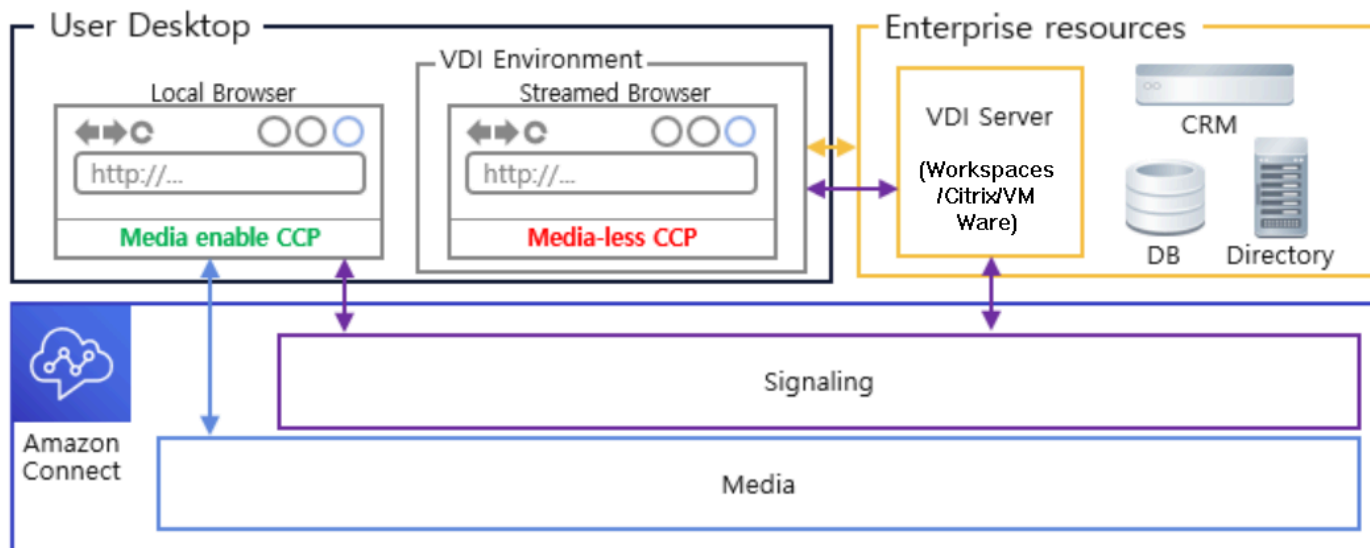 User Desktop
Enterprise resources
VDI Environment
Local Browser
Streamed Browser
http://...
http://...
Media enable CCP
Media-less CCP
VDI Server
(Workspaces
/Citrix/VM
Ware)
CRM
DB
Directory
Amazon
Connect
Signaling
Media